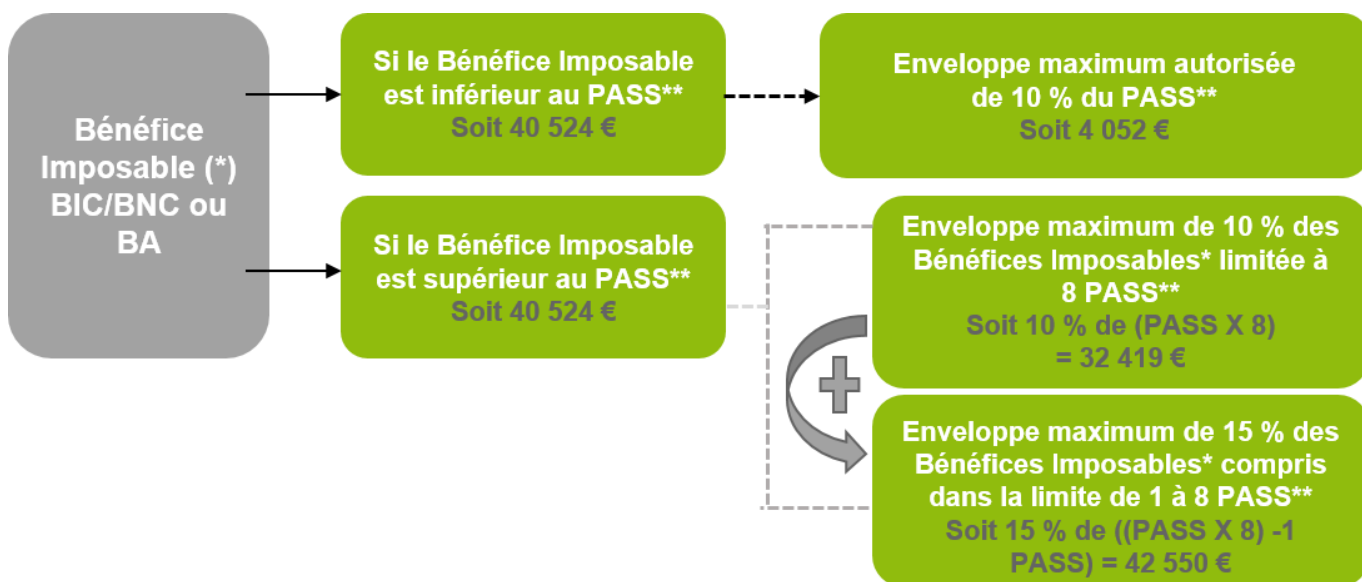 Bénéfice
Imposable (*)
BIC/BNC ou
BA
Si le Bénéfice Imposable
est inférieur au PASS**
Soit 40 524 €
Enveloppe maximum autorisée
de 10 % du PASS**
Soit 4 052 €
Si le Bénéfice Imposable
est supérieur au PASS**
Soit 40 524 €
Enveloppe maximum de 10 % des
Bénéfices Imposables* limitée à
8 PASS**
Soit 10 % de (PASS X 8)
= 32 419 €
Enveloppe maximum de 15 % des
Bénéfices Imposables* compris
dans la limite de 1 à 8 PASS**
Soit 15 % de ((PASS X 8) -1
PASS) = 42 550 €